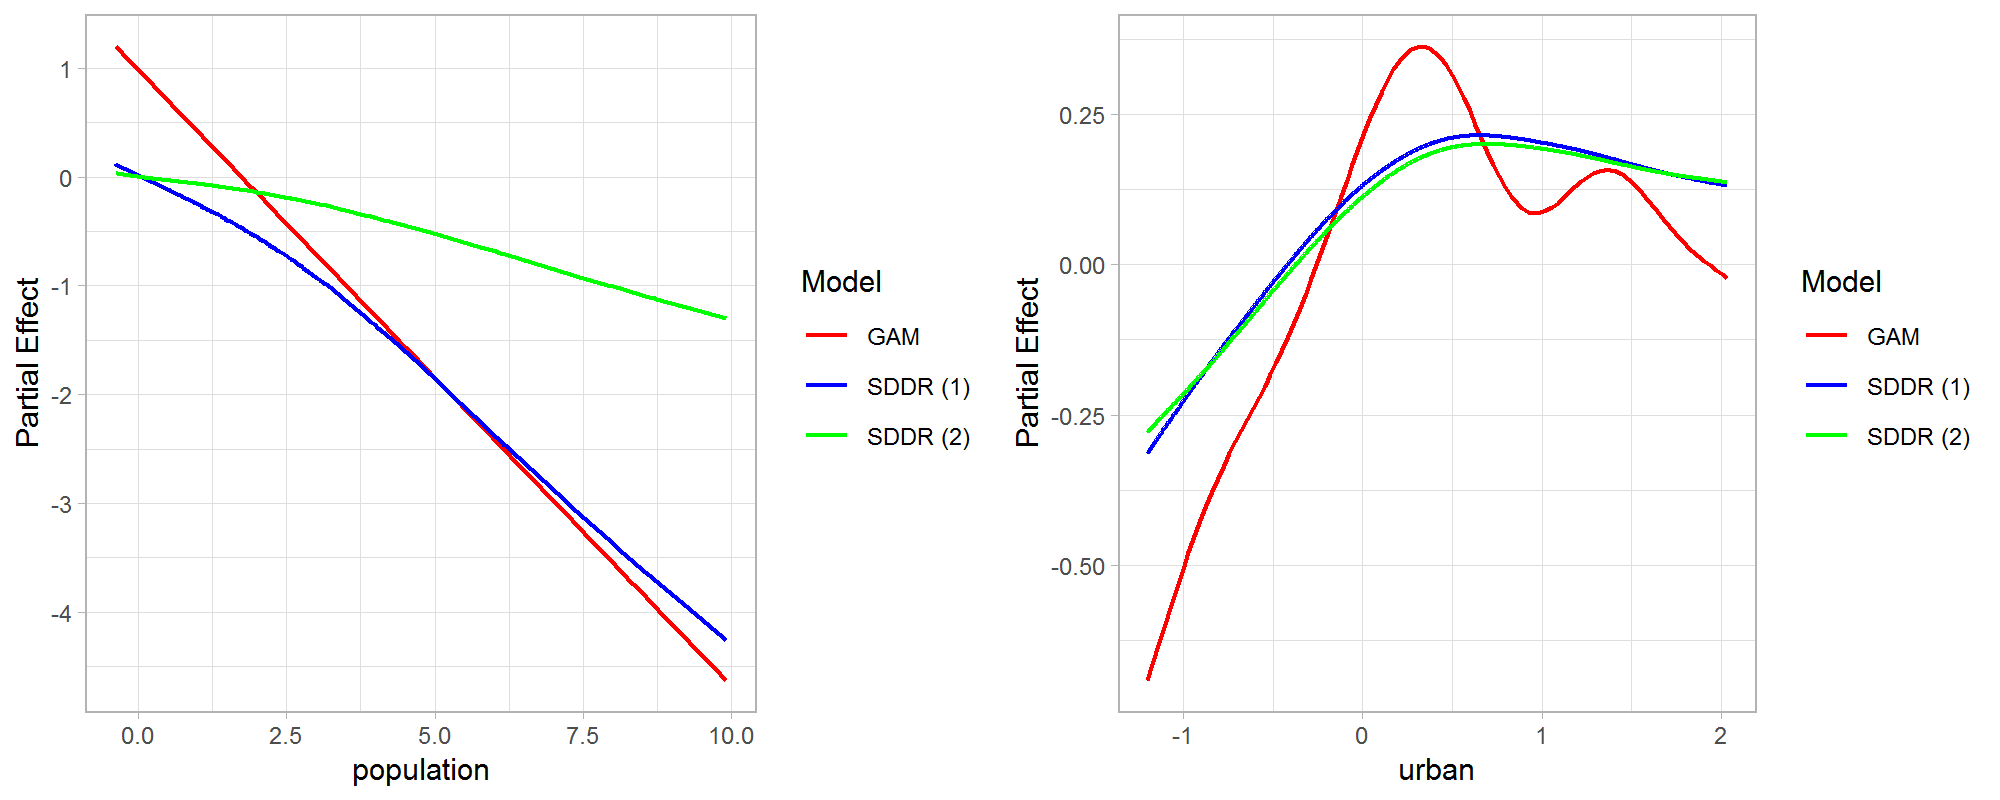 Partial Effect
1
0
-1
-2
-3
-4
0.0 2.5 5.0 7.5 10.0
population
Model
GAM
SDDR (1)
SDDR (2)
Partial Effect
0.25
0.00
-0.25
-0.50
-1 0 1 2
urban
Model
GAM
SDDR (1)
SDDR (2)